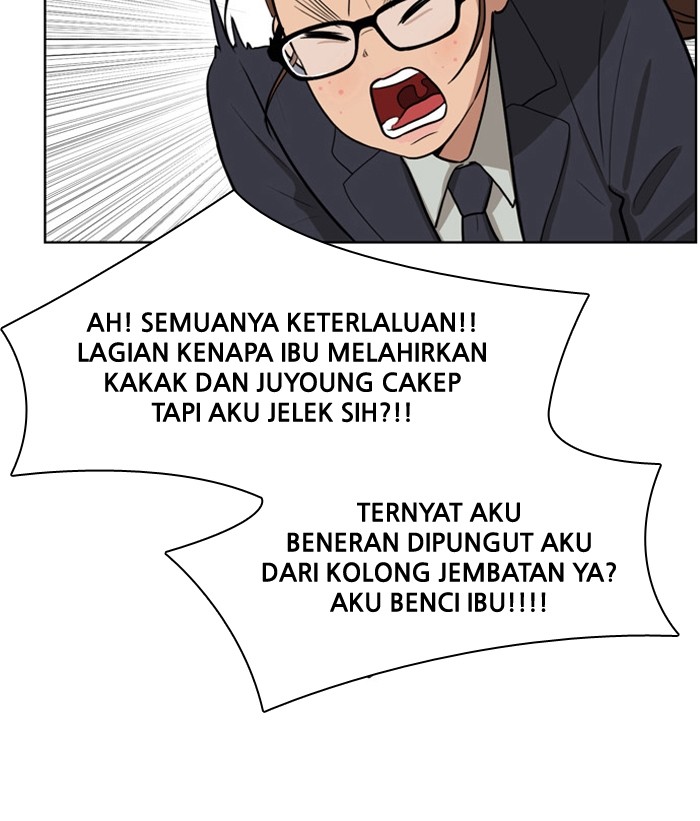 AH! SEMUANYA KETERLALUAN!!
LAGIAN KENAPA IBU MELAHIRKAN
KAKAK DAN JUYOUNG CAKEP
TAPI AKU JELEK SIH?!!
TERNYAT AKU
BENERAN DIPUNGUT AKU
DARI KOLONG JEMBATAN YA?
AKU BENCI IBU!!!!